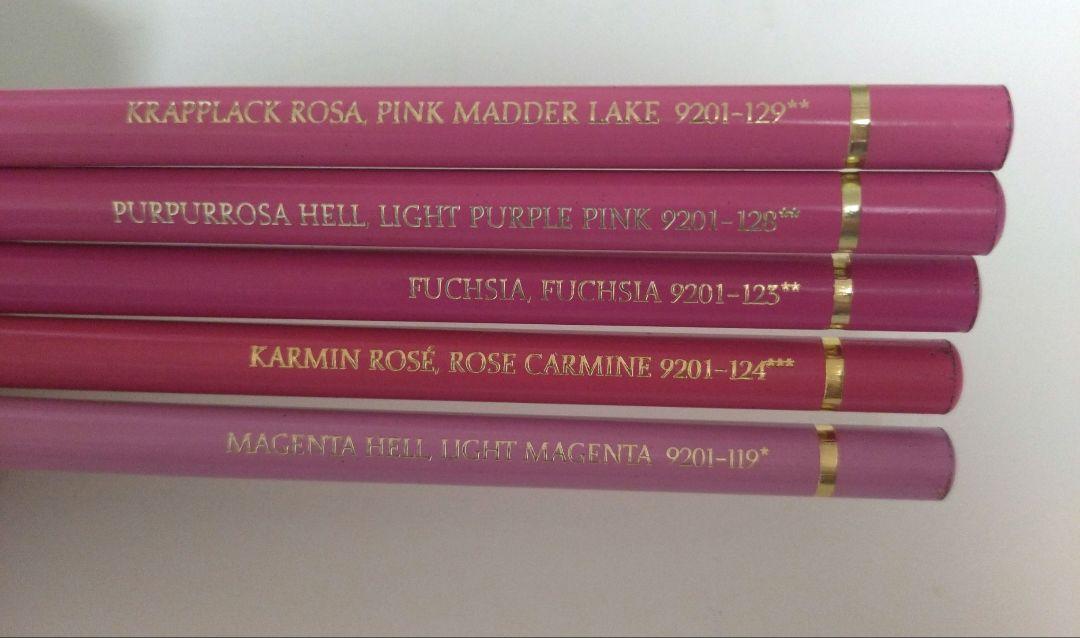 KRAPPLACK ROSA, PINK MADDER LAKE 9201-129**
PURPURROSA HELL, LIGHT PURPLE PINK 9201-128**
FUCHSIA, FUCHSIA 9201-123**
KARMIN ROSÉ, ROSE CARMINE 9201-124***
MAGENTA HELL, LIGHT MAGENTA 9201-119*